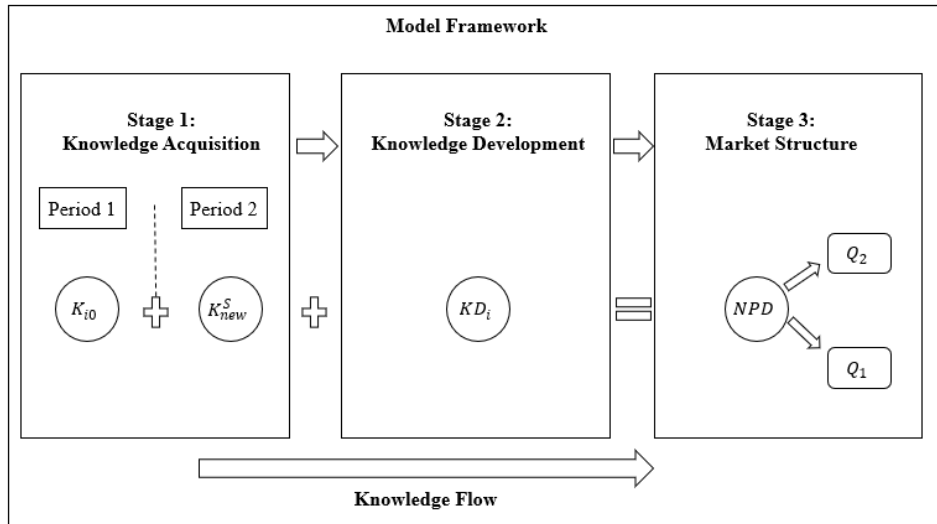 Model Framework
Stage 1:
Knowledge Acquisition
Period 1
Period 2
K_{i0}
K_{new}^{S}
Stage 2:
Knowledge Development
KD_i
Stage 3:
Market Structure
NPD
Q_2
Q_1
Knowledge Flow